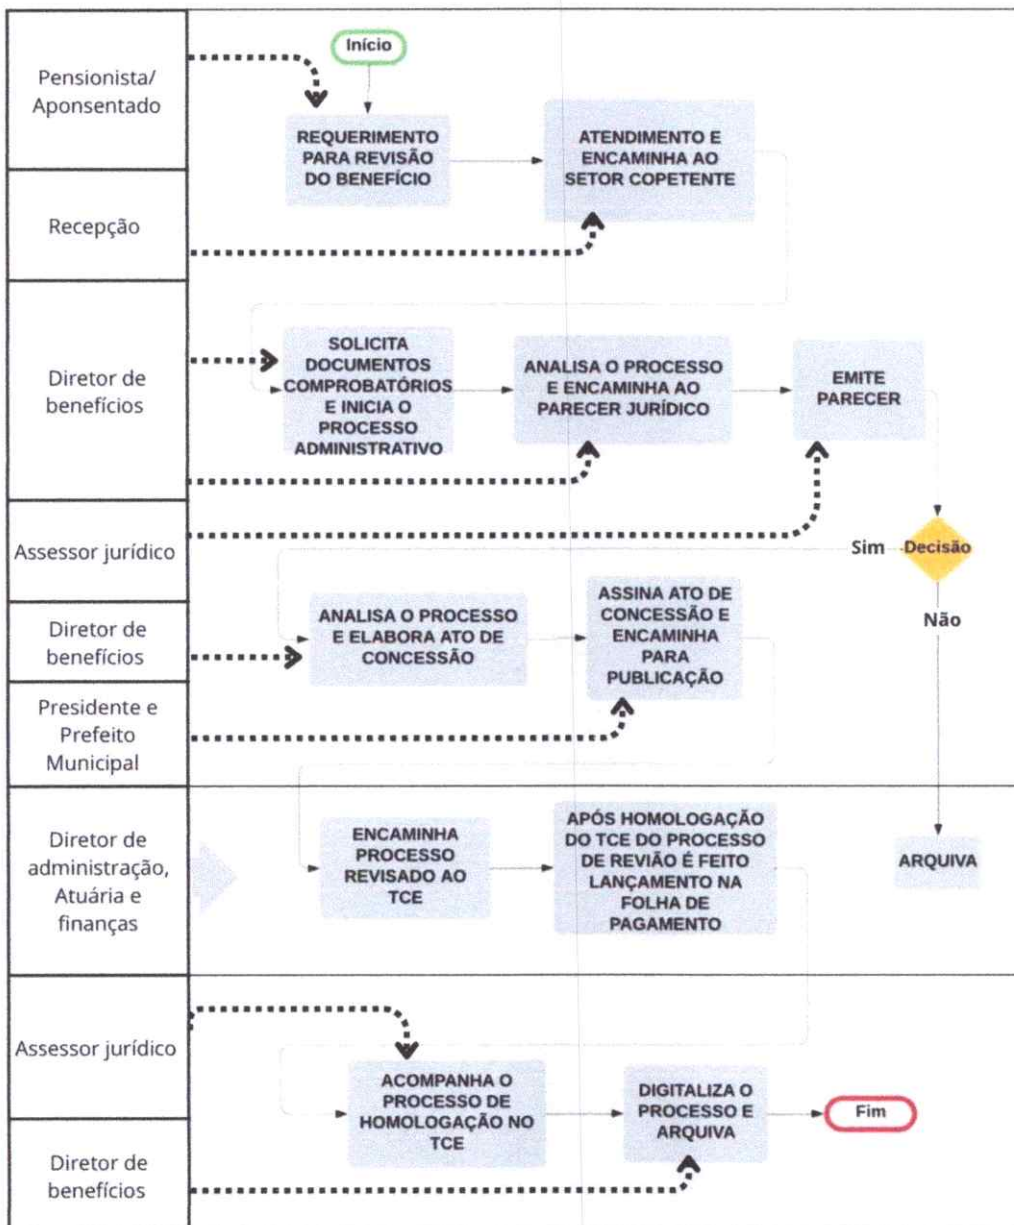 Pensionista/
Aponsentado
Início
REQUERIMENTO
PARA REVISÃO
DO BENEFÍCIO
ATENDIMENTO E
ENCAMINHA AO
SETOR COPETENTE
Recepção
Diretor de
benefícios
SOLICITA
DOCUMENTOS
COMPROBATÓRIOS
E INICIA O
PROCESSO
ADMINISTRATIVO
ANALISA O PROCESSO
E ENCAMINHA AO
PARECER JURÍDICO
EMITE
PARECER
Assessor jurídico
Sim
Decisão
Não
Diretor de
benefícios
ANALISA O PROCESSO
E ELABORA ATO DE
CONCESSÃO
ASSINA ATO DE
CONCESSÃO E
ENCAMINHA
PARA
PUBLICAÇÃO
Presidente e
Prefeito
Municipal
Diretor de
administração,
Atuária e
finanças
ENCAMINHA
PROCESSO
REVISADO AO
TCE
APÓS HOMOLOGAÇÃO
DO TCE DO PROCESSO
DE REVIÃO É FEITO
LANÇAMENTO NA
FOLHA DE
PAGAMENTO
ARQUIVA
Assessor jurídico
ACOMPANHA O
PROCESSO DE
HOMOLOGAÇÃO NO
TCE
DIGITALIZA O
PROCESSO E
ARQUIVA
Fim
Diretor de
benefícios